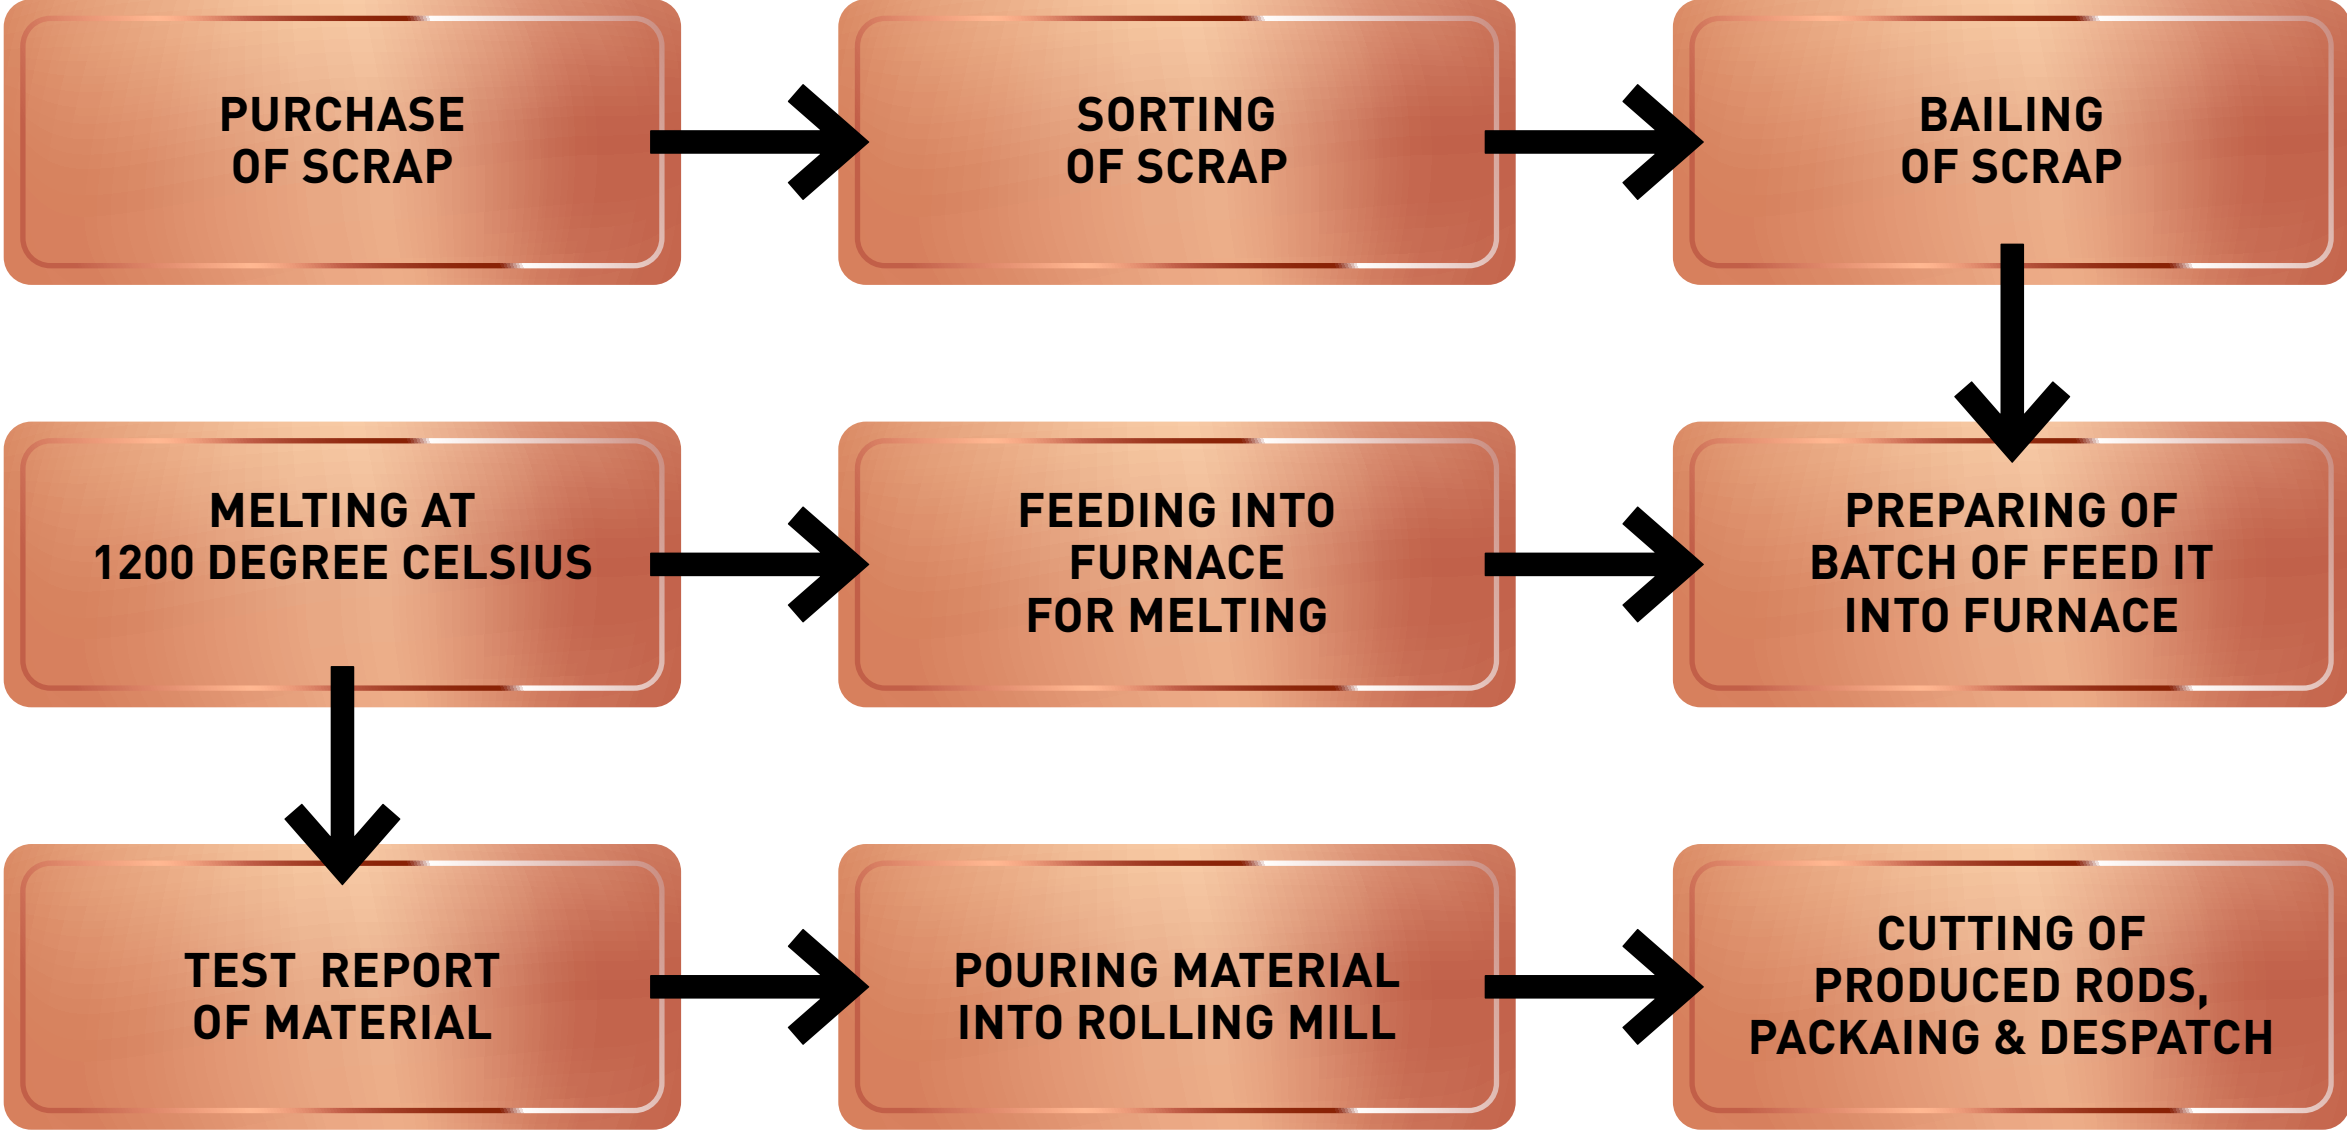 PURCHASE
OF SCRAP
SORTING
OF SCRAP
BAILING
OF SCRAP
MELTING AT
1200 DEGREE CELSIUS
FEEDING INTO
FURNACE
FOR MELTING
PREPARING OF
BATCH OF FEED IT
INTO FURNACE
TEST REPORT
OF MATERIAL
POURING MATERIAL
INTO ROLLING MILL
CUTTING OF
PRODUCED RODS,
PACKAING & DESPATCH